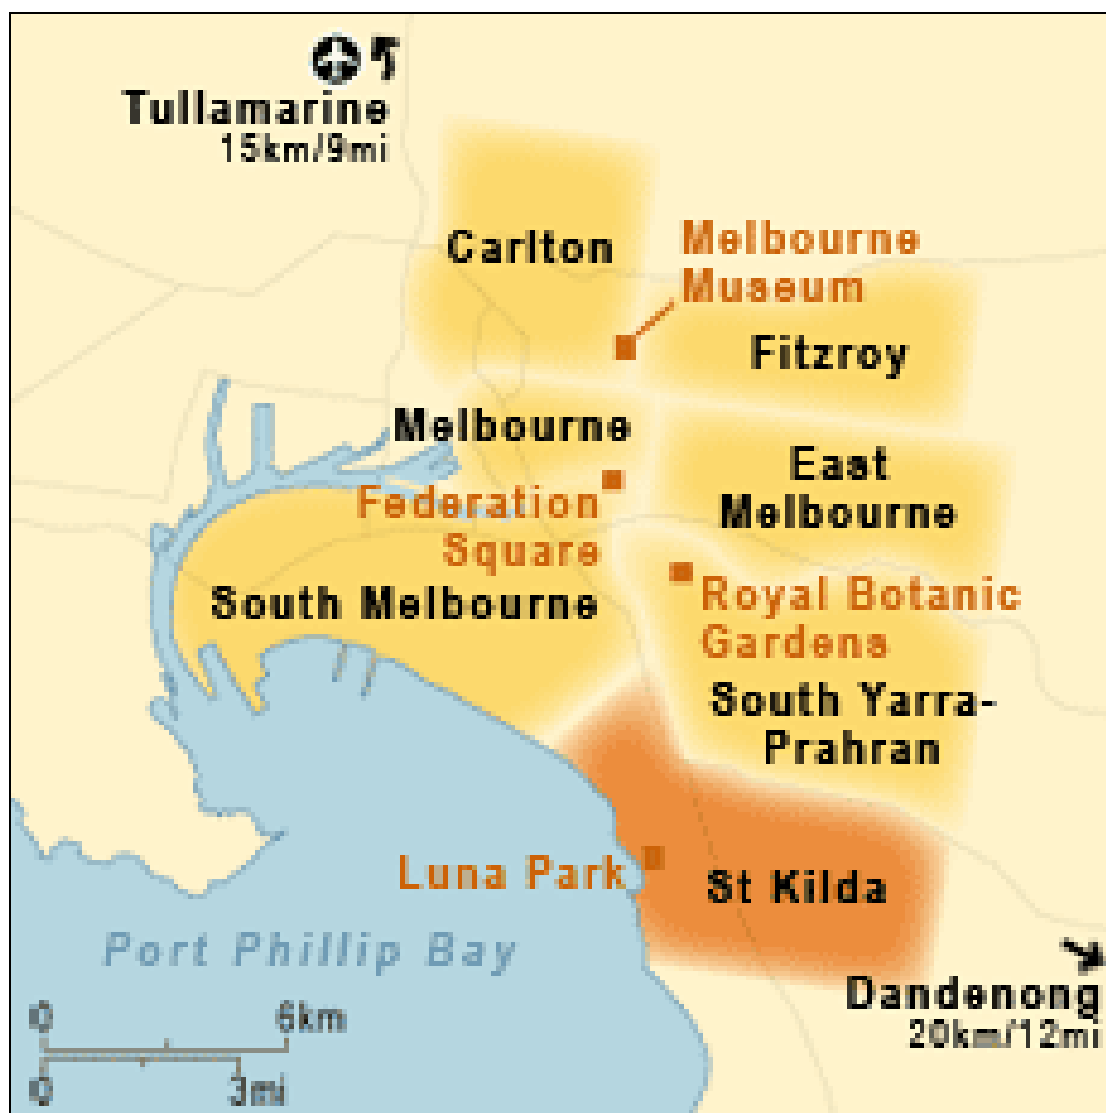 Tullamarine
15km/9mi
Carlton
Melbourne
Museum
Fitzroy
Melbourne
East
Melbourne
Federation
Square
South Melbourne
Royal Botanic
Gardens
South Yarra-
Prahran
Luna Park
St Kilda
Port Phillip Bay
Dandenong
20km/12mi
0
6km
0
3mi